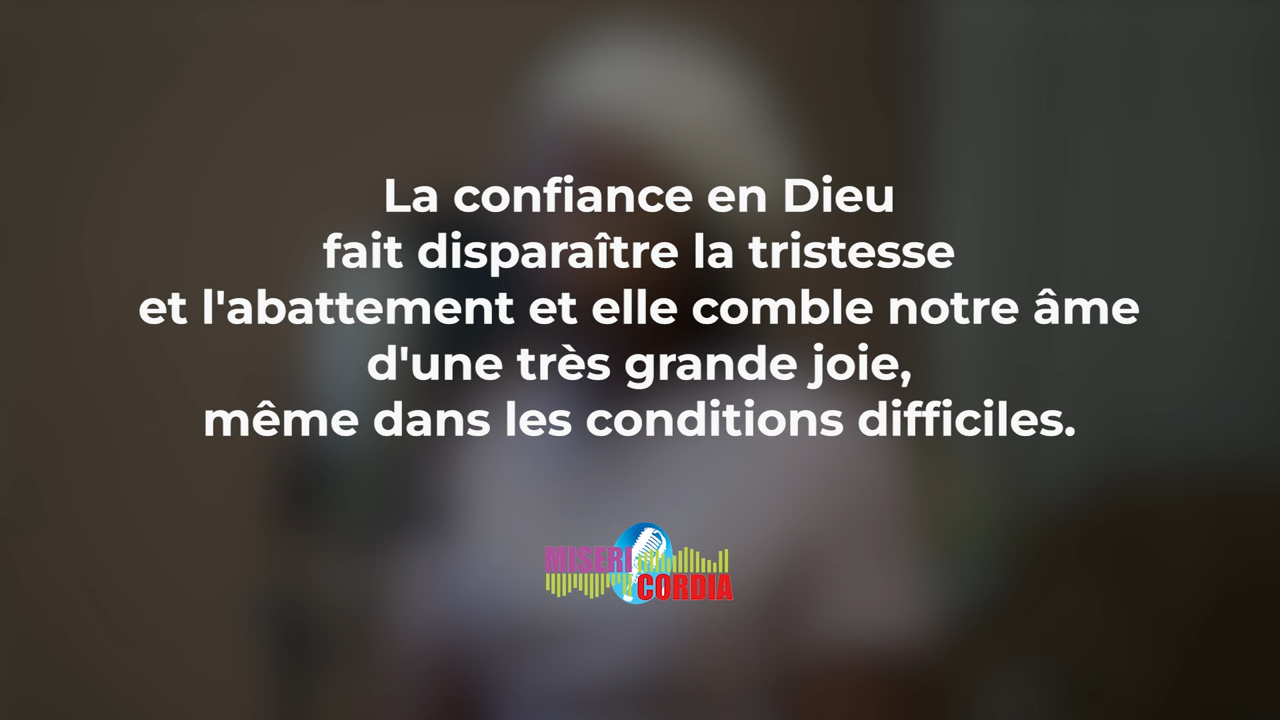 La confiance en Dieu
fait disparaître la tristesse
et l'abattement et elle comble notre âme
d'une très grande joie,
même dans les conditions difficiles.
MISERI
CORDIA